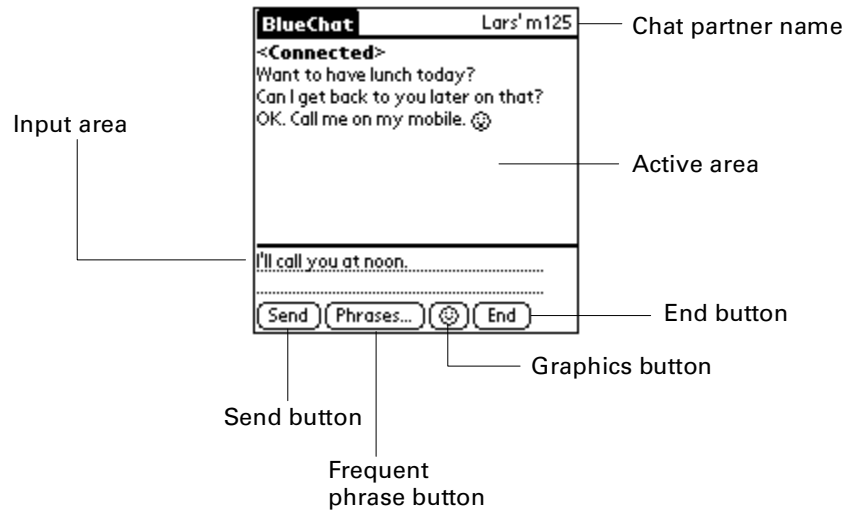 BlueChat Lars' m125
Chat partner name
<Connected>
Want to have lunch today?
Can I get back to you later on that?
OK. Call me on my mobile. ☺
Input area
Active area
I'll call you at noon.
Send Phrases... ☺ End
End button
Graphics button
Send button
Frequent
phrase button